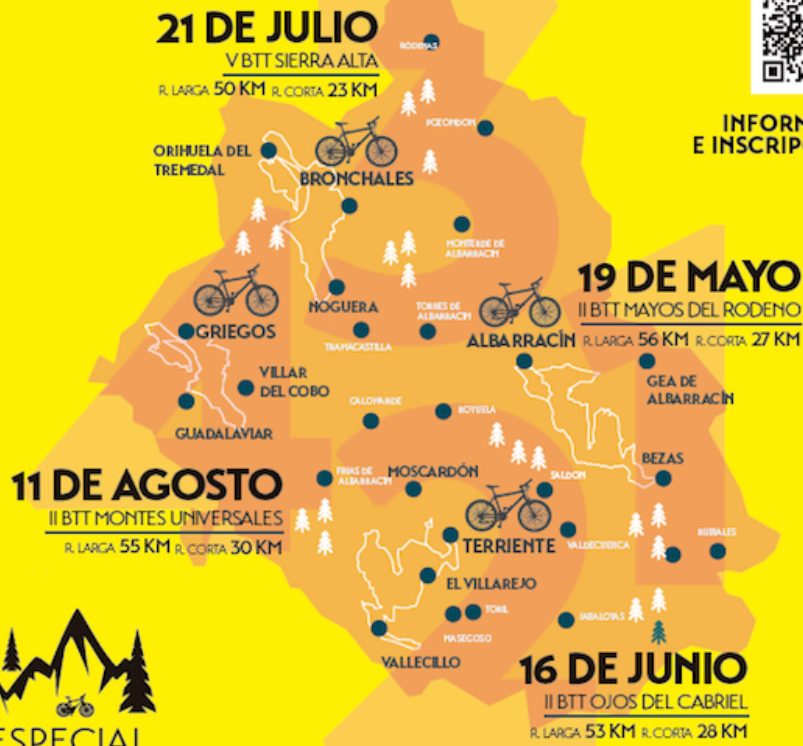 21 DE JULIO
V BTT SIERRA ALTA
R. LARGA 50 KM R. CORTA 23 KM
RÓDENAS
POZONDON
INFORM
E INSCRIP
ORIHUELA DEL
TREMEDAL
BRONCHALES
MONTERDE DE
ALBARRACÍN
19 DE MAYO
II BTT MAYOS DEL RODENO
R. LARGA 56 KM R. CORTA 27 KM
NOGUERA
TORRES DE
ALBARRACÍN
ALBARRACÍN
GRIEGOS
TRAMACASTILLA
VILLAR
DEL COBO
GEA DE
ALBARRACÍN
CALOMARDE
ROYUELA
GUADALAVIAR
BEZAS
11 DE AGOSTO
II BTT MONTES UNIVERSALES
R. LARGA 55 KM R. CORTA 30 KM
FRIAS DE
ALBARRACÍN
MOSCARDÓN
SALDON
TERRIENTE
VALDECUENCA
RUBIALES
EL VILLAREJO
TORIL
MASEGOSO
JABALOYAS
VALLECILLO
16 DE JUNIO
II BTT OJOS DEL CABRIEL
R. LARGA 53 KM R. CORTA 28 KM
ESPECIAL